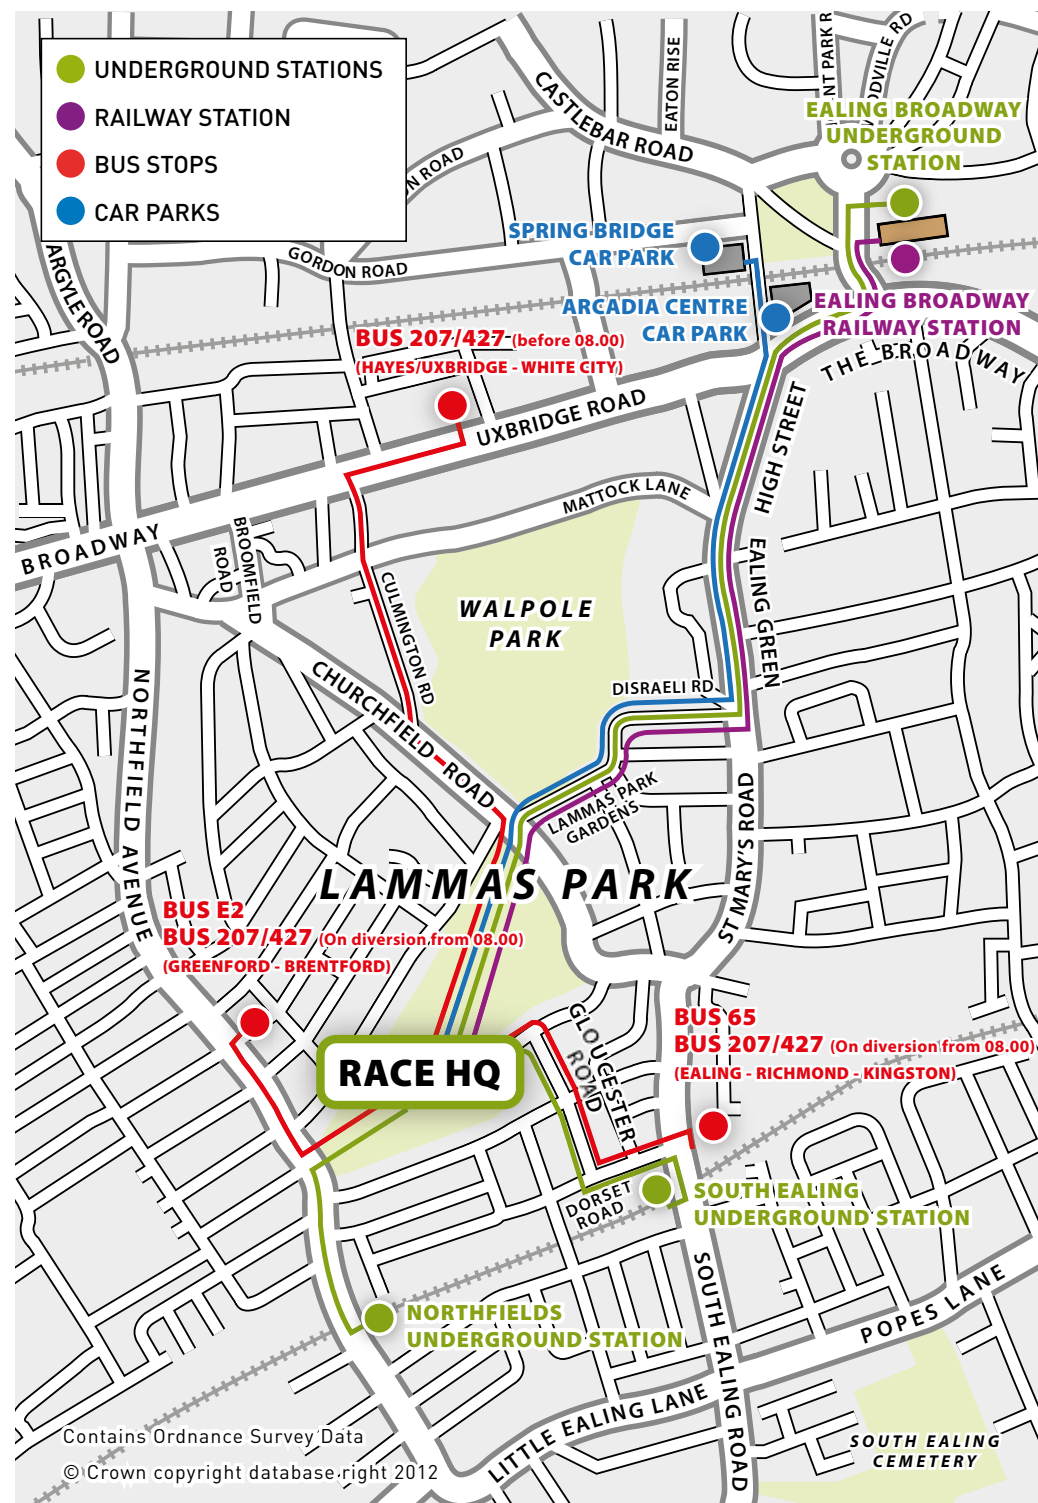 UNDERGROUND STATIONS
RAILWAY STATION
BUS STOPS
CAR PARKS
CASTLEBAR ROAD
EATON RISE
EALING BROADWAY
UNDERGROUND
STATION
SPRING BRIDGE
CAR PARK
GORDON ROAD
ARGYLE ROAD
ARCADIA CENTRE
CAR PARK
EALING BROADWAY
RAILWAY STATION
THE BROADWAY
BUS 207/427 (before 08.00)
(HAYES/UXBRIDGE - WHITE CITY)
UXBRIDGE ROAD
HIGH STREET
MATTOCK LANE
BROADWAY
BROOMFIELD
ROAD
CULMINGTON RD
WALPOLE
PARK
EALING GREEN
DISRAELI RD
CHURCHFIELD ROAD
NORTHFIELD AVENUE
LAMMAS PARK
GARDENS
ST MARY'S ROAD
LAMMAS PARK
BUS E2
BUS 207/427 (On diversion from 08.00)
(GREENFORD - BRENTFORD)
BUS 65
BUS 207/427 (On diversion from 08.00)
(EALING - RICHMOND - KINGSTON)
GLOUCESTER
ROAD
RACE HQ
DORSET
ROAD
SOUTH EALING
UNDERGROUND STATION
NORTHFIELDS
UNDERGROUND STATION
SOUTH EALING ROAD
POPES LANE
LITTLE EALING LANE
SOUTH EALING
CEMETERY
Contains Ordnance Survey Data
© Crown copyright database right 2012